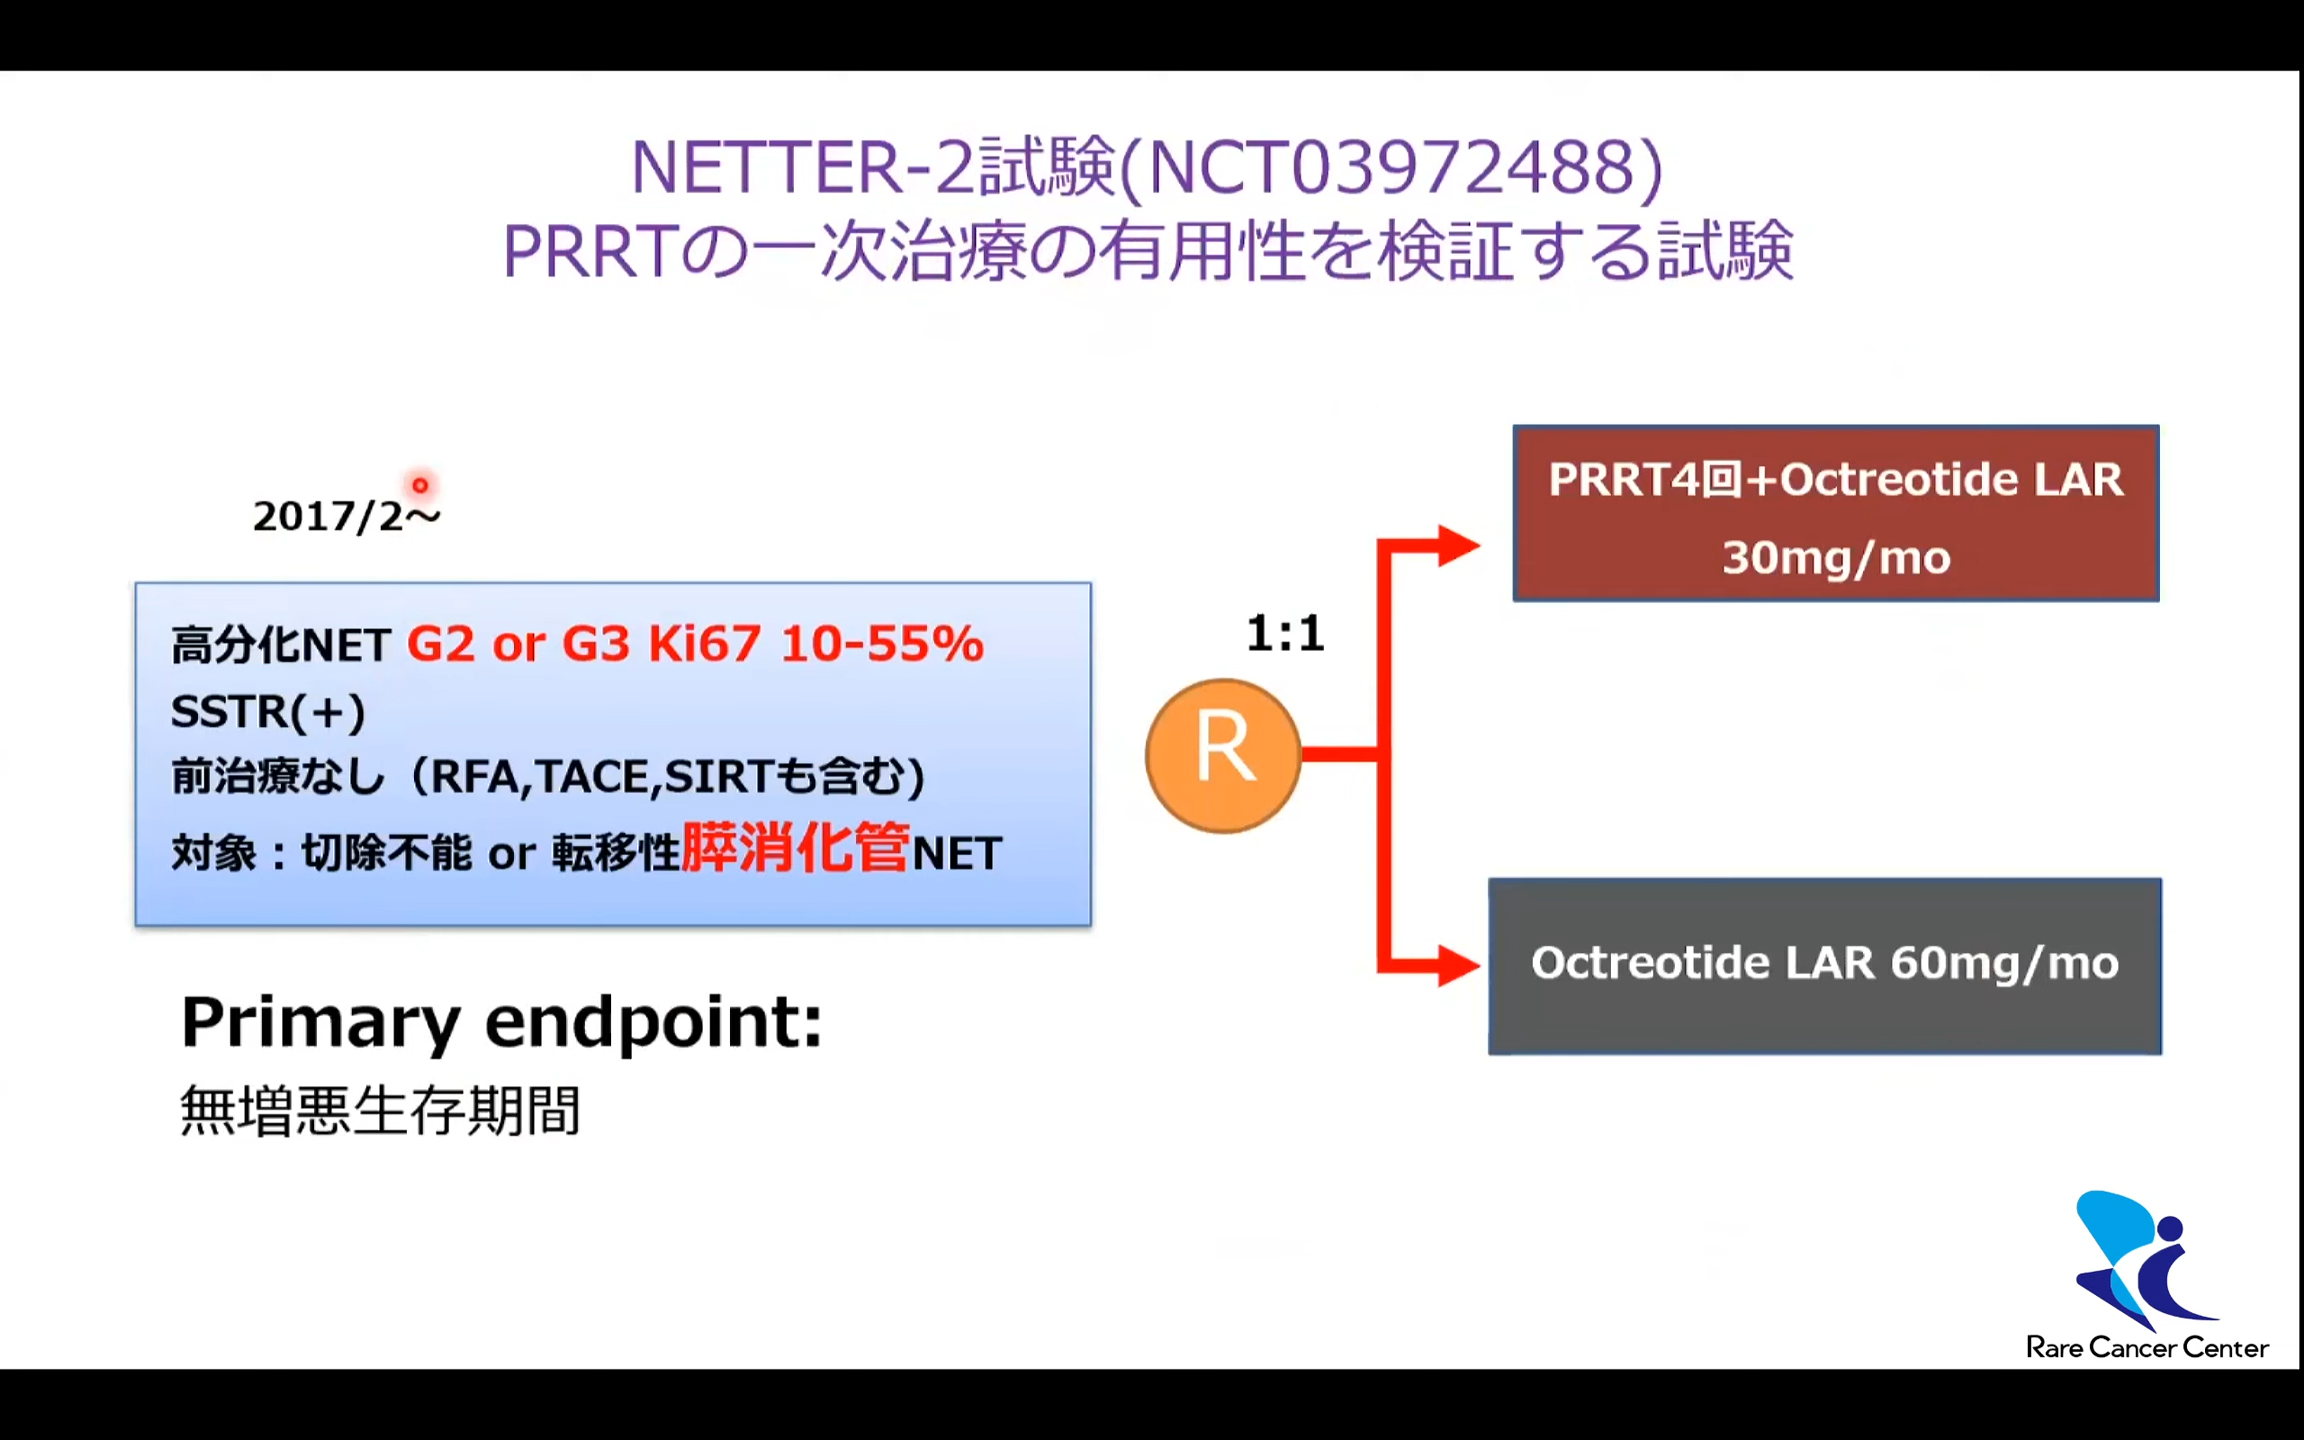 NETTER-2試験(NCT03972488)
PRRTの一次治療の有用性を検証する試験
2017/2～
高分化NET G2 or G3 Ki67 10-55%
SSTR(+)
前治療なし（RFA,TACE,SIRTも含む)
対象：切除不能 or 転移性膵消化管NET
Primary endpoint:
無増悪生存期間
1:1
R
PRRT4回+Octreotide LAR
30mg/mo
Octreotide LAR 60mg/mo
Rare Cancer Center